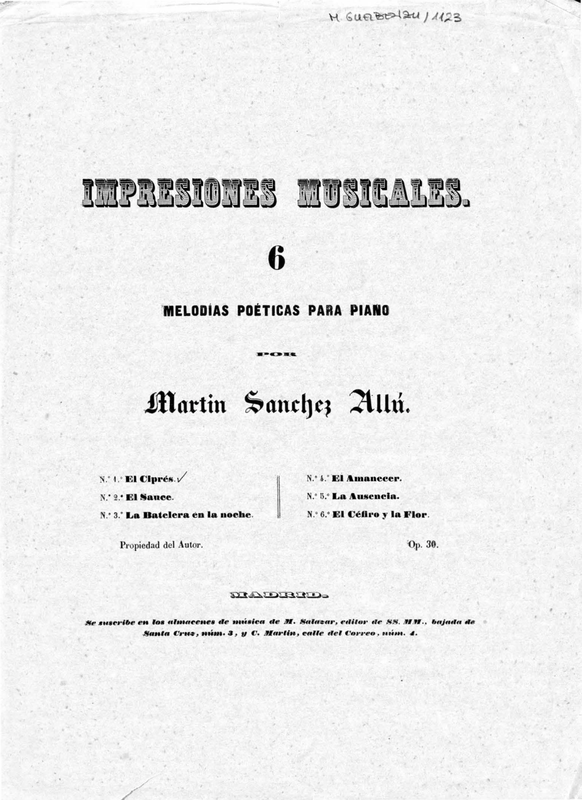 M. GUELBENZU/1123
IMPRESIONES MUSICALES.
6
MELODÍAS POÉTICAS PARA PIANO
POR
Martin Sanchez Allú.
N.º 1.º El Ciprés.
N.º 2.º El Sauce.
N.º 3.º La Batelera en la noche.
N.º 4.º El Amanecer.
N.º 5.º La Ausencia.
N.º 6.º El Céfiro y la Flor.
Propiedad del Autor.
Op. 30.
MADRID.
Se suscribe en los almacenes de música de M. Salazar, editor de SS. MM., bajada de
Santa Cruz, núm. 3, y C. Martin, calle del Correo, núm. 4.